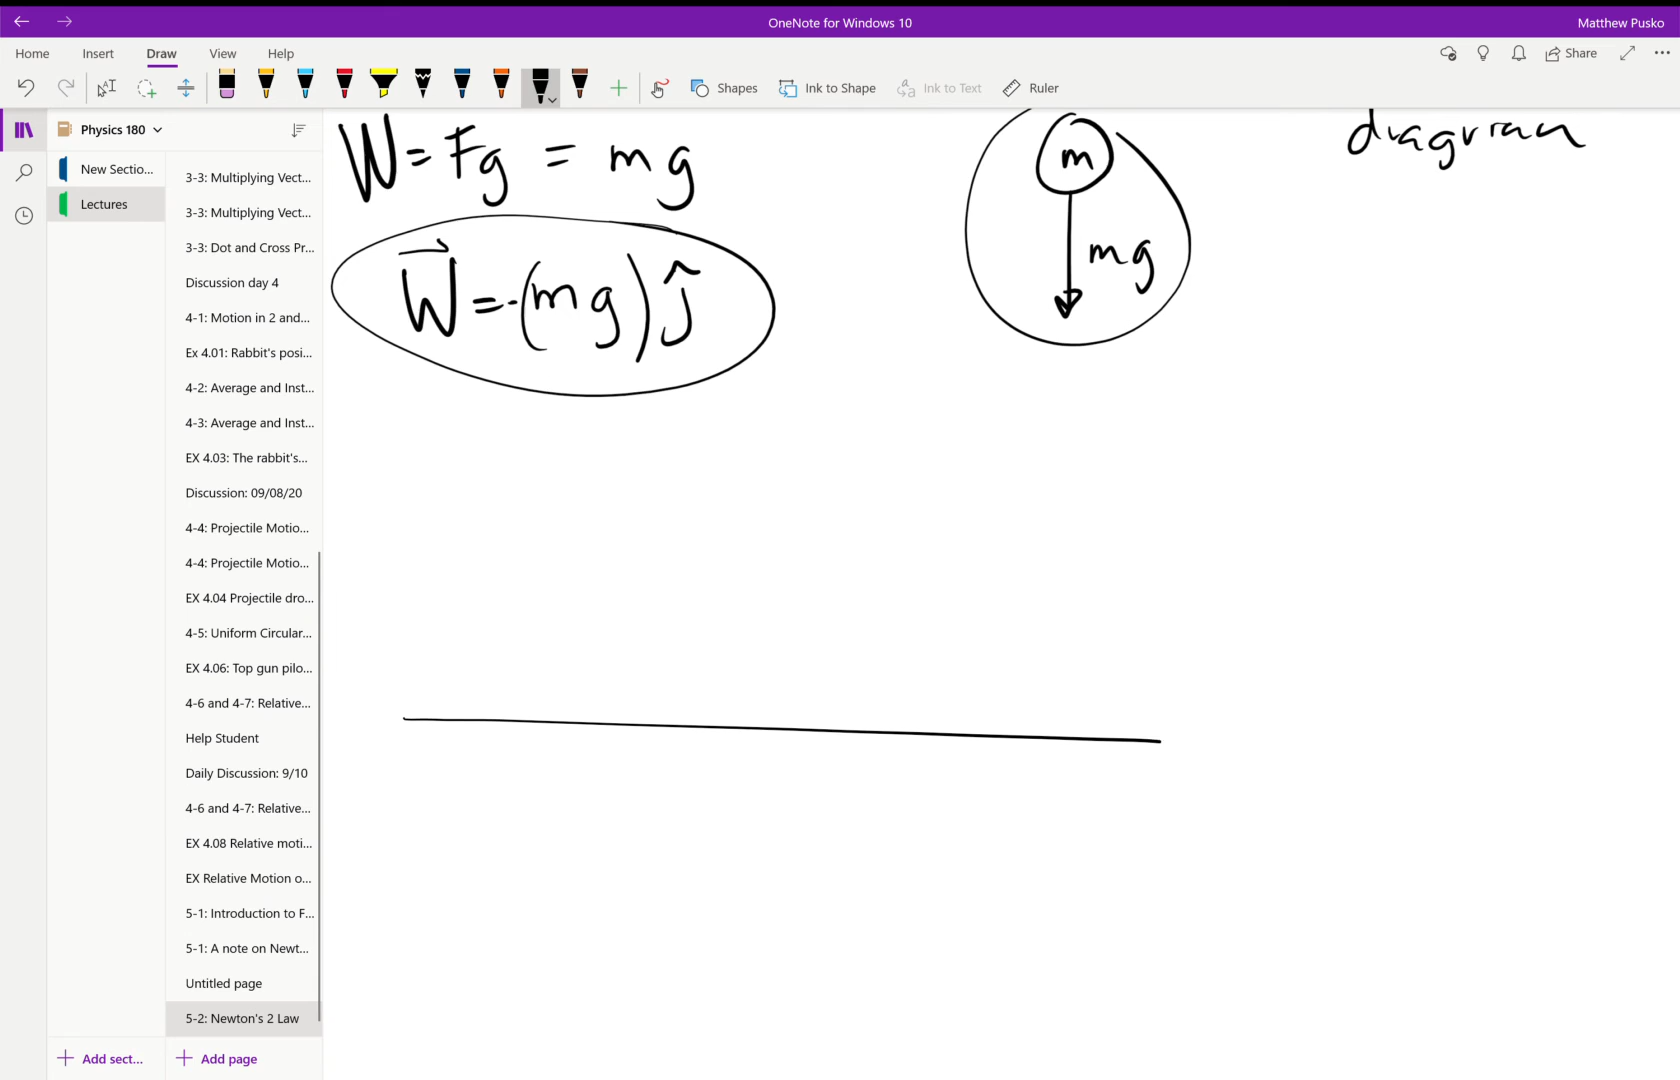 OneNote for Windows 10
Matthew Pusko
Home Insert Draw View Help
Share
Shapes Ink to Shape Ink to Text Ruler
Physics 180
New Sectio...
Lectures
3-3: Multiplying Vect...
3-3: Multiplying Vect...
3-3: Dot and Cross Pr...
Discussion day 4
4-1: Motion in 2 and...
Ex 4.01: Rabbit's posi...
4-2: Average and Inst...
4-3: Average and Inst...
EX 4.03: The rabbit's...
Discussion: 09/08/20
4-4: Projectile Motio...
4-4: Projectile Motio...
EX 4.04 Projectile dro...
4-5: Uniform Circular...
EX 4.06: Top gun pilo...
4-6 and 4-7: Relative...
Help Student
Daily Discussion: 9/10
4-6 and 4-7: Relative...
EX 4.08 Relative moti...
EX Relative Motion o...
5-1: Introduction to F...
5-1: A note on Newt...
Untitled page
5-2: Newton's 2 Law
Add sect...
Add page
W = Fg = mg
W⃗ = -(mg) ĵ
m
mg
diagram